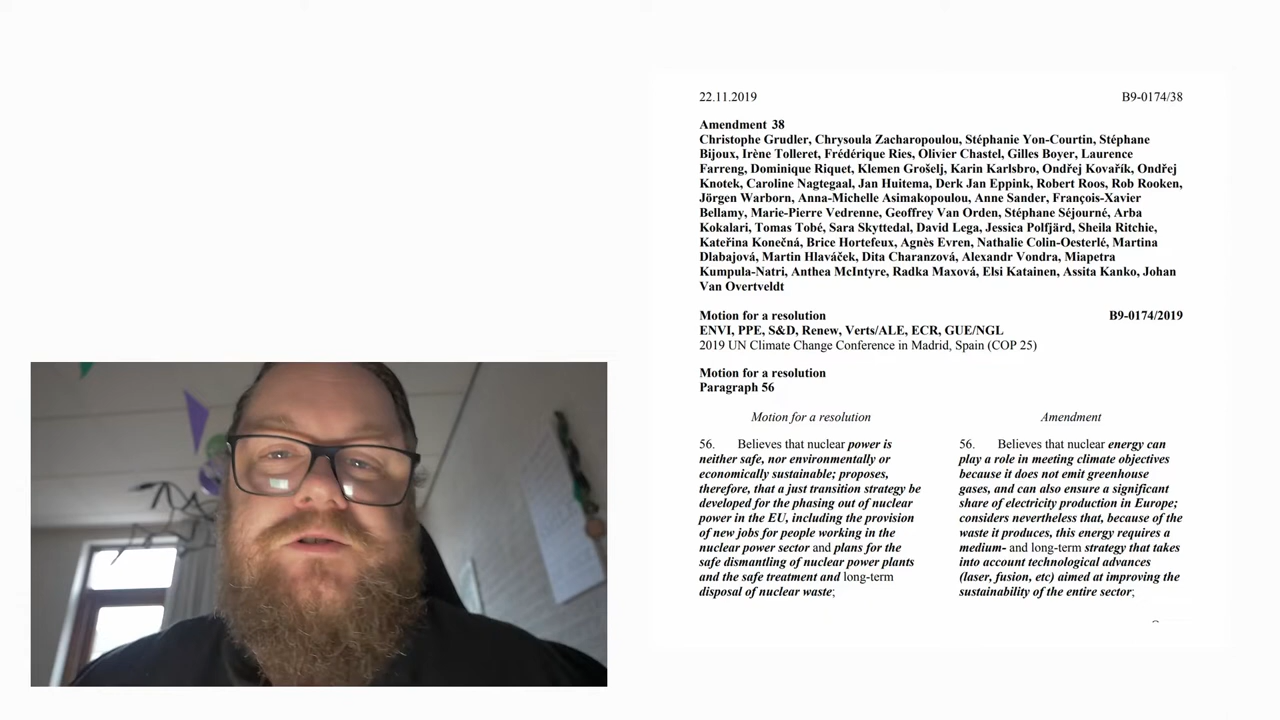 22.11.2019 B9-0174/38
Amendment 38
Christophe Grudler, Chrysoula Zacharopoulou, Stéphanie Yon-Courtin, Stéphane
Bijoux, Irène Tolleret, Frédérique Ries, Olivier Chastel, Gilles Boyer, Laurence
Farreng, Dominique Riquet, Klemen Grošelj, Karin Karlsbro, Ondřej Kovařík, Ondřej
Knotek, Caroline Nagtegaal, Jan Huitema, Derk Jan Eppink, Robert Roos, Rob Rooken,
Jörgen Warborn, Anna-Michelle Asimakopoulou, Anne Sander, François-Xavier
Bellamy, Marie-Pierre Vedrenne, Geoffrey Van Orden, Stéphane Séjourné, Arba
Kokalari, Tomas Tobé, Sara Skyttedal, David Lega, Jessica Polfjärd, Sheila Ritchie,
Kateřina Konečná, Brice Hortefeux, Agnès Evren, Nathalie Colin-Oesterlé, Martina
Dlabajová, Martin Hlaváček, Dita Charanzová, Alexandr Vondra, Miapetra
Kumpula-Natri, Anthea McIntyre, Radka Maxová, Elsi Katainen, Assita Kanko, Johan
Van Overtveldt
Motion for a resolution B9-0174/2019
ENVI, PPE, S&D, Renew, Verts/ALE, ECR, GUE/NGL
2019 UN Climate Change Conference in Madrid, Spain (COP 25)
Motion for a resolution
Paragraph 56
Motion for a resolution
56. Believes that nuclear power is
neither safe, nor environmentally or
economically sustainable; proposes,
therefore, that a just transition strategy be
developed for the phasing out of nuclear
power in the EU, including the provision
of new jobs for people working in the
nuclear power sector and plans for the
safe dismantling of nuclear power plants
and the safe treatment and long-term
disposal of nuclear waste;
Amendment
56. Believes that nuclear energy can
play a role in meeting climate objectives
because it does not emit greenhouse
gases, and can also ensure a significant
share of electricity production in Europe;
considers nevertheless that, because of the
waste it produces, this energy requires a
medium- and long-term strategy that takes
into account technological advances
(laser, fusion, etc) aimed at improving the
sustainability of the entire sector;